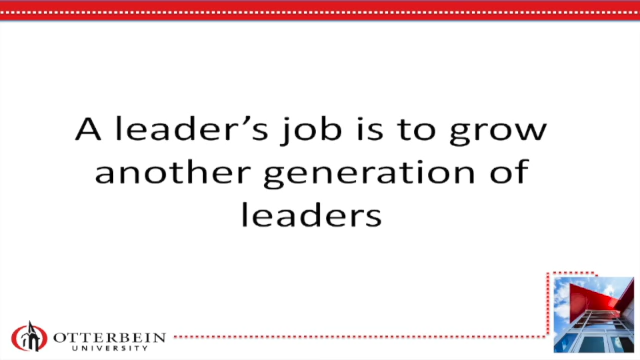 A leader’s job is to grow
another generation of
leaders
OTTERBEIN
UNIVERSITY